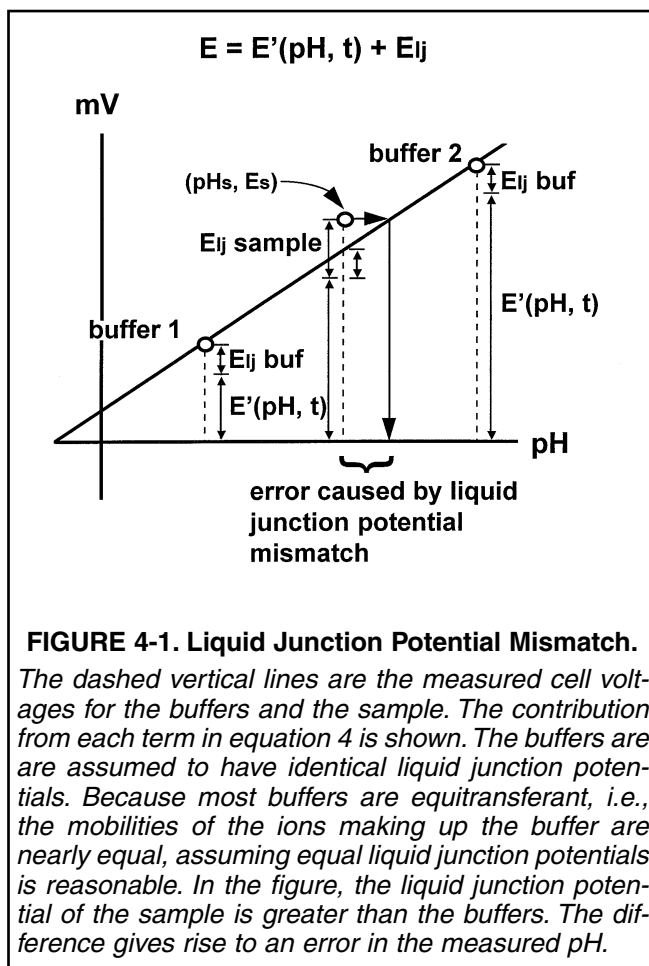 E = E'(pH, t) + Elj
mV
buffer 2
(pHs, Es)
Elj buf
Elj sample
E'(pH, t)
buffer 1
Elj buf
E'(pH, t)
pH
error caused by liquid
junction potential
mismatch
FIGURE 4-1. Liquid Junction Potential Mismatch.
The dashed vertical lines are the measured cell volt-
ages for the buffers and the sample. The contribution
from each term in equation 4 is shown. The buffers are
are assumed to have identical liquid junction poten-
tials. Because most buffers are equitransferant, i.e.,
the mobilities of the ions making up the buffer are
nearly equal, assuming equal liquid junction potentials
is reasonable. In the figure, the liquid junction poten-
tial of the sample is greater than the buffers. The dif-
ference gives rise to an error in the measured pH.